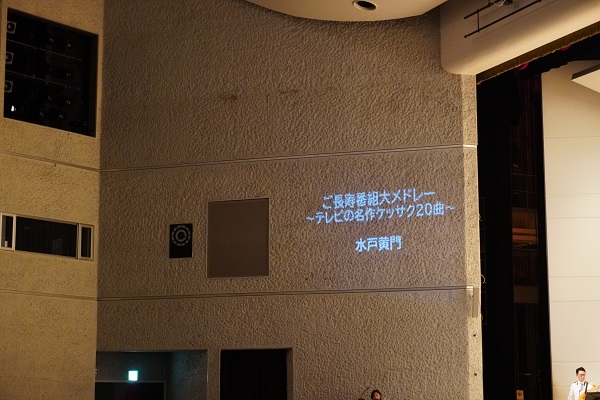 ご長寿番組大メドレー
～テレビの名作ケッサク20曲～
水戸黄門